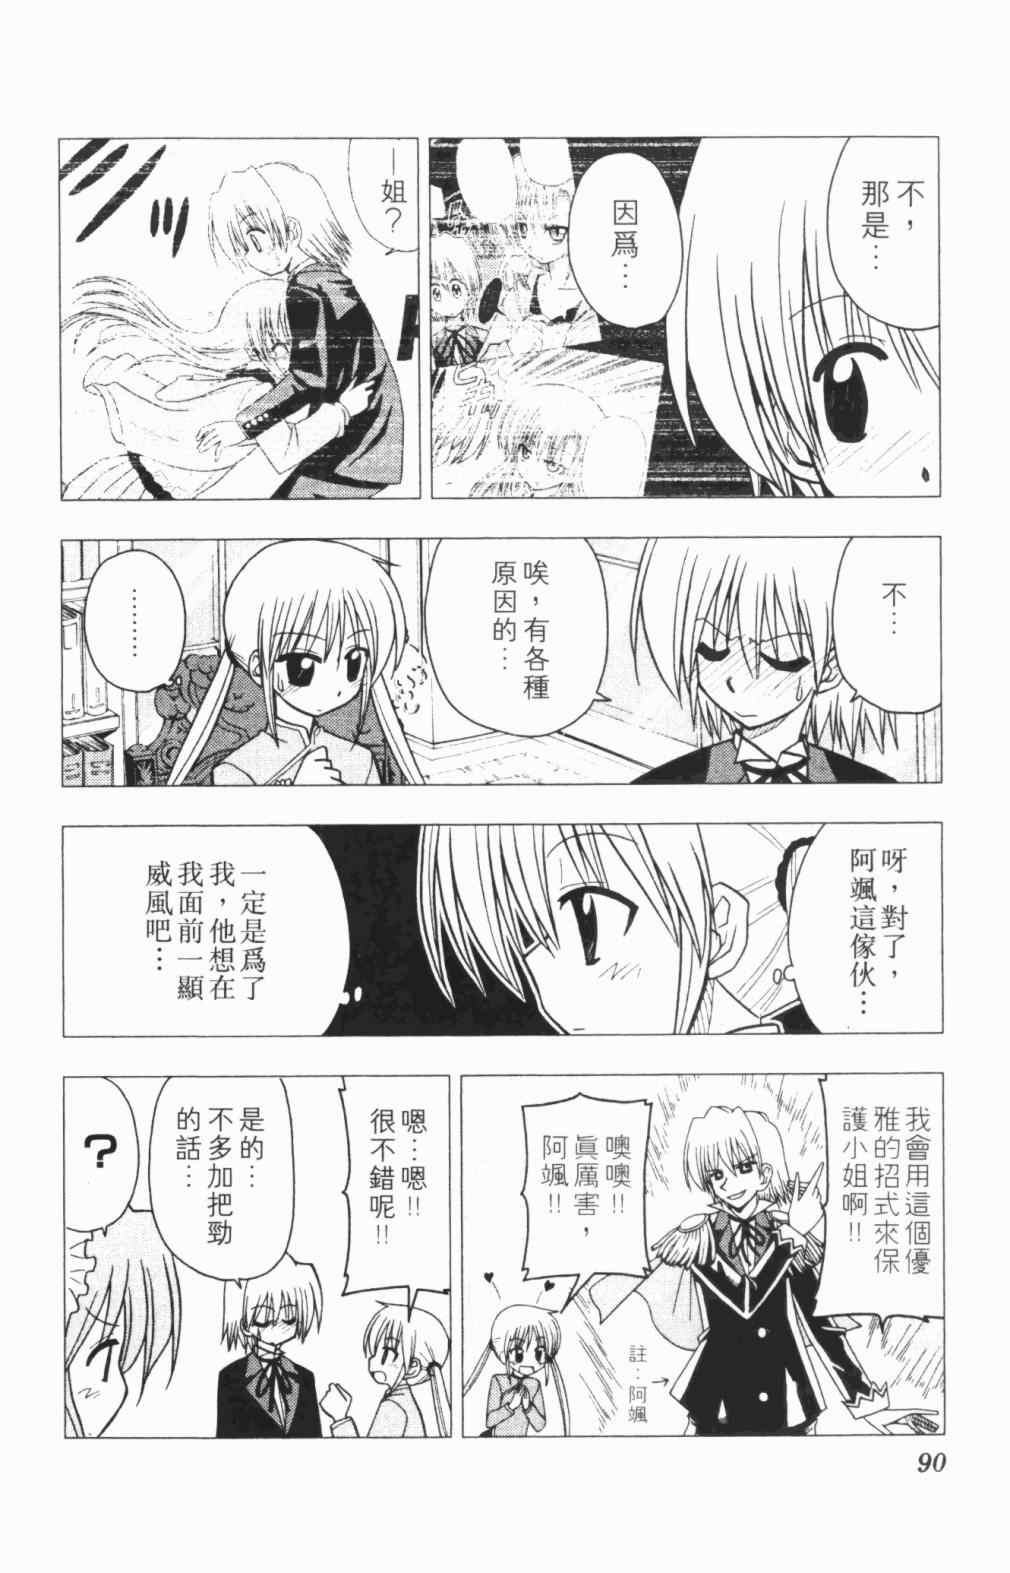 不，
那是…
因爲…
—姐？
不…
唉，有各種
原因的…
………
呀，對了，
阿颯這傢伙…
一定是爲了
我，他想在
我面前一顯
威風吧…
我會用這個優
雅的招式來保
護小姐啊!!
噢噢!!
眞厲害，
阿颯!!
註：阿颯
嗯…嗯!!
很不錯呢!!
是的…
不多加把勁
的話…
？
90